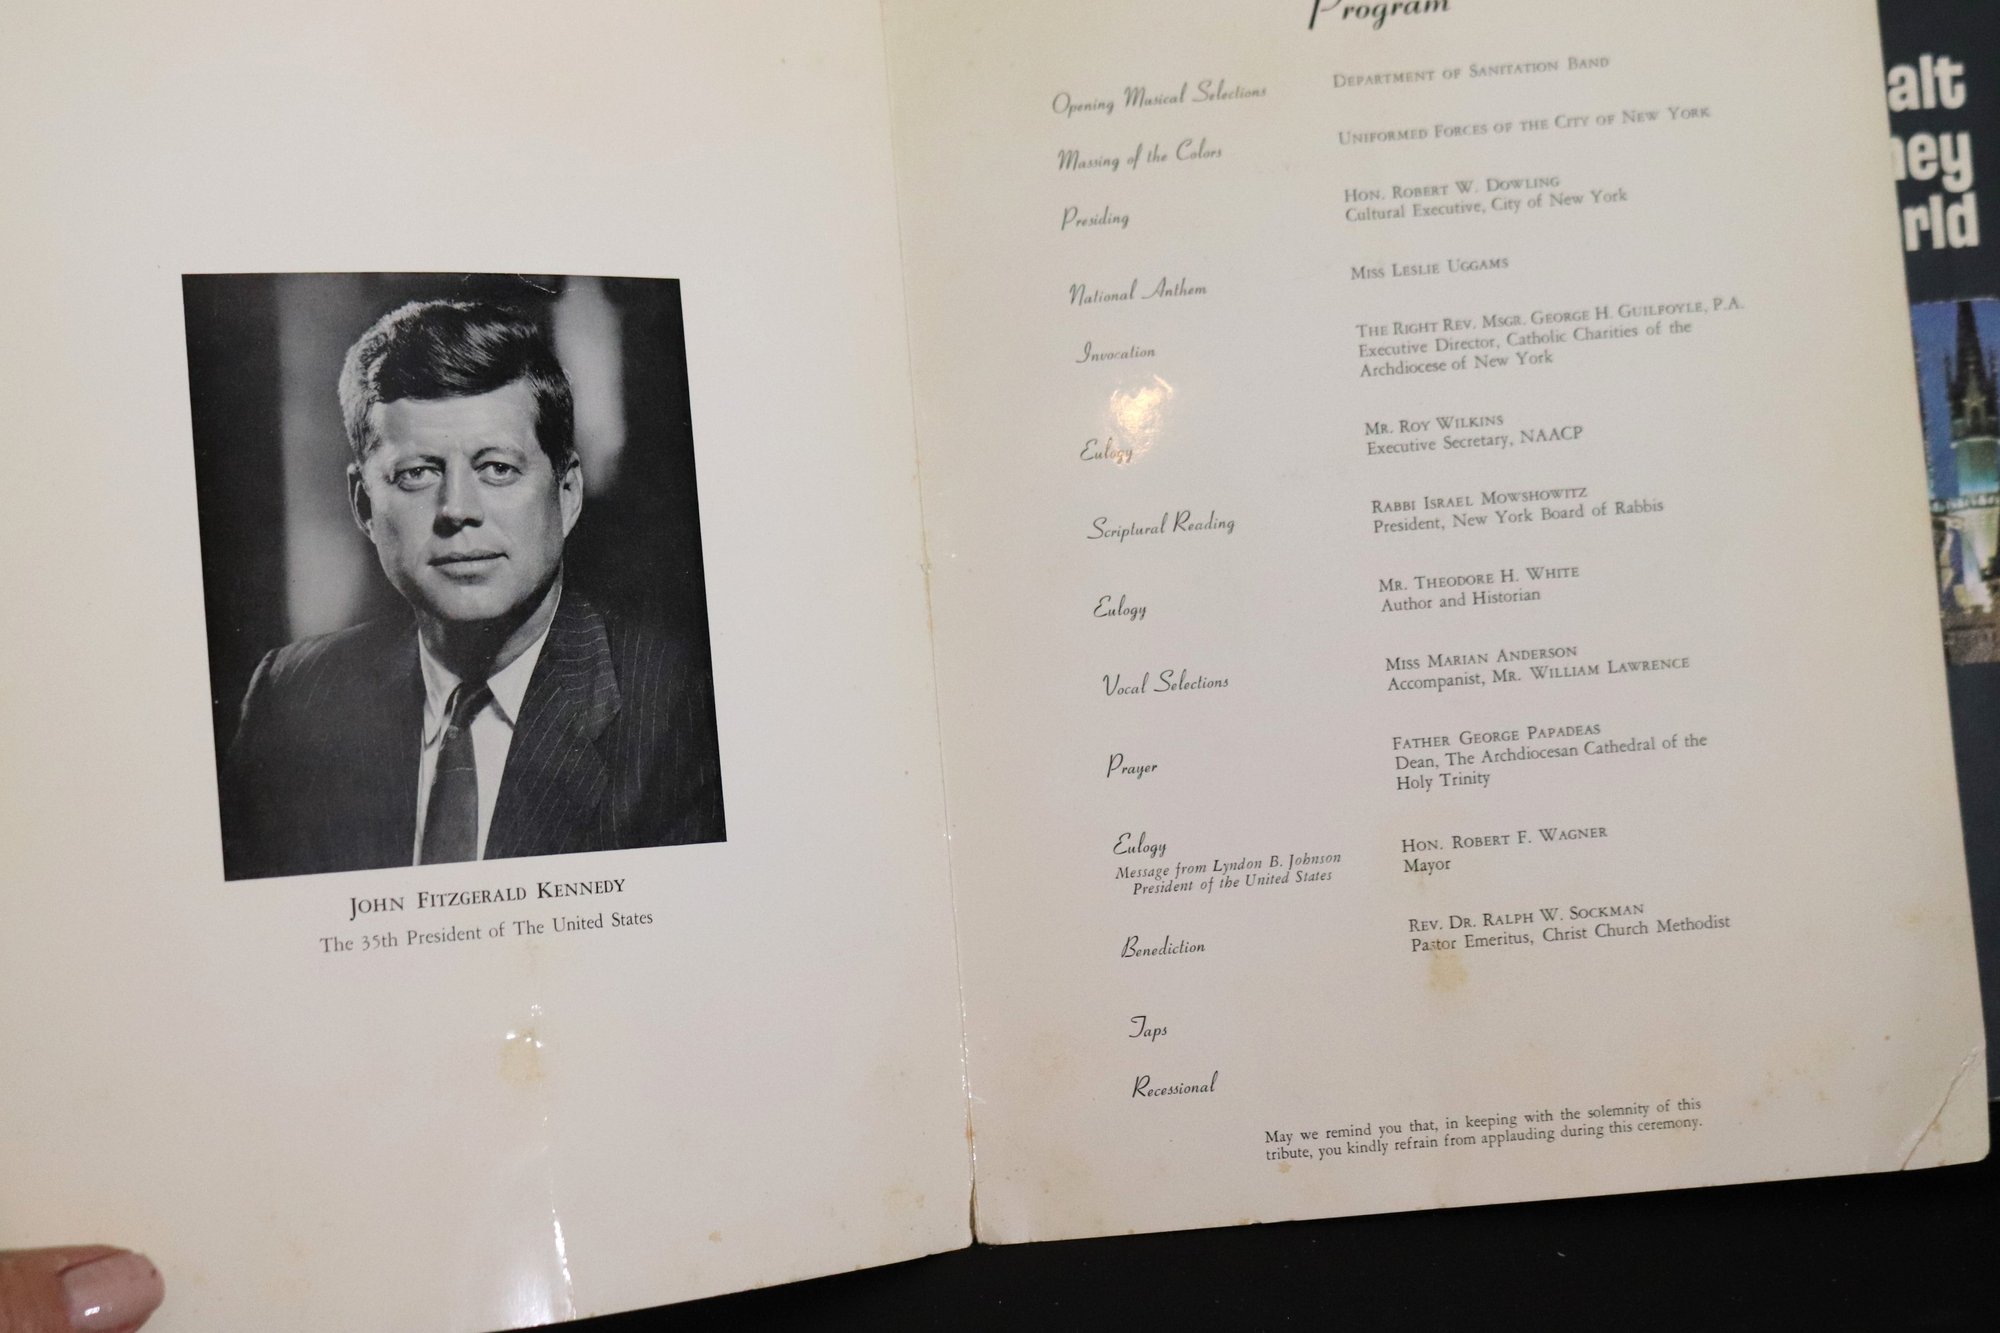 JOHN FITZGERALD KENNEDY
The 35th President of The United States
Program
Opening Musical Selections
DEPARTMENT OF SANITATION BAND
Massing of the Colors
UNIFORMED FORCES OF THE CITY OF NEW YORK
Presiding
HON. ROBERT W. DOWLING
Cultural Executive, City of New York
National Anthem
MISS LESLIE UGGAMS
Invocation
THE RIGHT REV. MSGR. GEORGE H. GUILFOYLE, P.A.
Executive Director, Catholic Charities of the
Archdiocese of New York
Eulogy
MR. ROY WILKINS
Executive Secretary, NAACP
Scriptural Reading
RABBI ISRAEL MOWSHOWITZ
President, New York Board of Rabbis
Eulogy
MR. THEODORE H. WHITE
Author and Historian
Vocal Selections
MISS MARIAN ANDERSON
Accompanist, MR. WILLIAM LAWRENCE
Prayer
FATHER GEORGE PAPADEAS
Dean, The Archdiocesan Cathedral of the
Holy Trinity
Eulogy
Message from Lyndon B. Johnson
President of the United States
HON. ROBERT F. WAGNER
Mayor
Benediction
REV. DR. RALPH W. SOCKMAN
Pastor Emeritus, Christ Church Methodist
Taps
Recessional
May we remind you that, in keeping with the solemnity of this
tribute, you kindly refrain from applauding during this ceremony.
alt
ney
rld